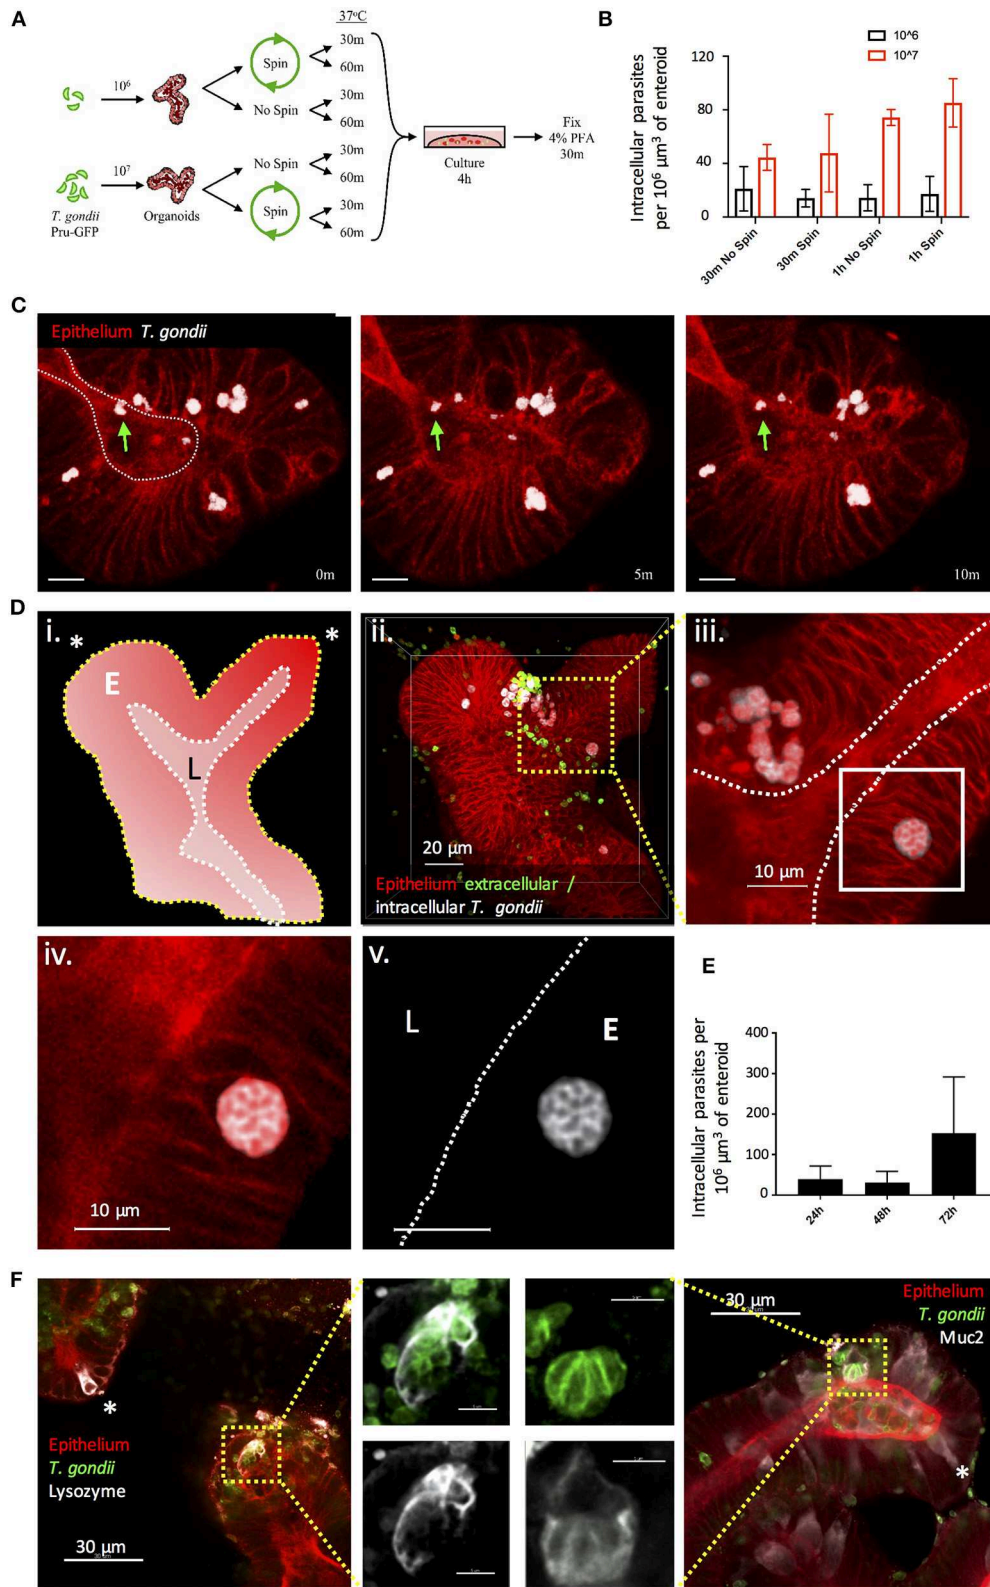 A
37ºC
30m
Spin
60m
10⁶
30m
No Spin
60m
30m
No Spin
60m
10⁷
30m
Spin
60m
T. gondii
Pru-GFP
Organoids
Culture
4h
Fix
4% PFA
30m
B
10^6
10^7
Intracellular parasites
per 10⁶ µm³ of enteroid
120
80
40
0
30m No Spin
30m Spin
1h No Spin
1h Spin
C
Epithelium T. gondii
0m
5m
10m
D
i.
*
*
E
L
ii.
20 µm
Epithelium extracellular /
intracellular T. gondii
iii.
10 µm
iv.
10 µm
v.
L
E
E
Intracellular parasites per
10⁶ µm³ of enteroid
400
300
200
100
0
24h
48h
72h
F
*
Epithelium
T. gondii
Lysozyme
30 µm
30 µm
Epithelium
T. gondii
Muc2
*